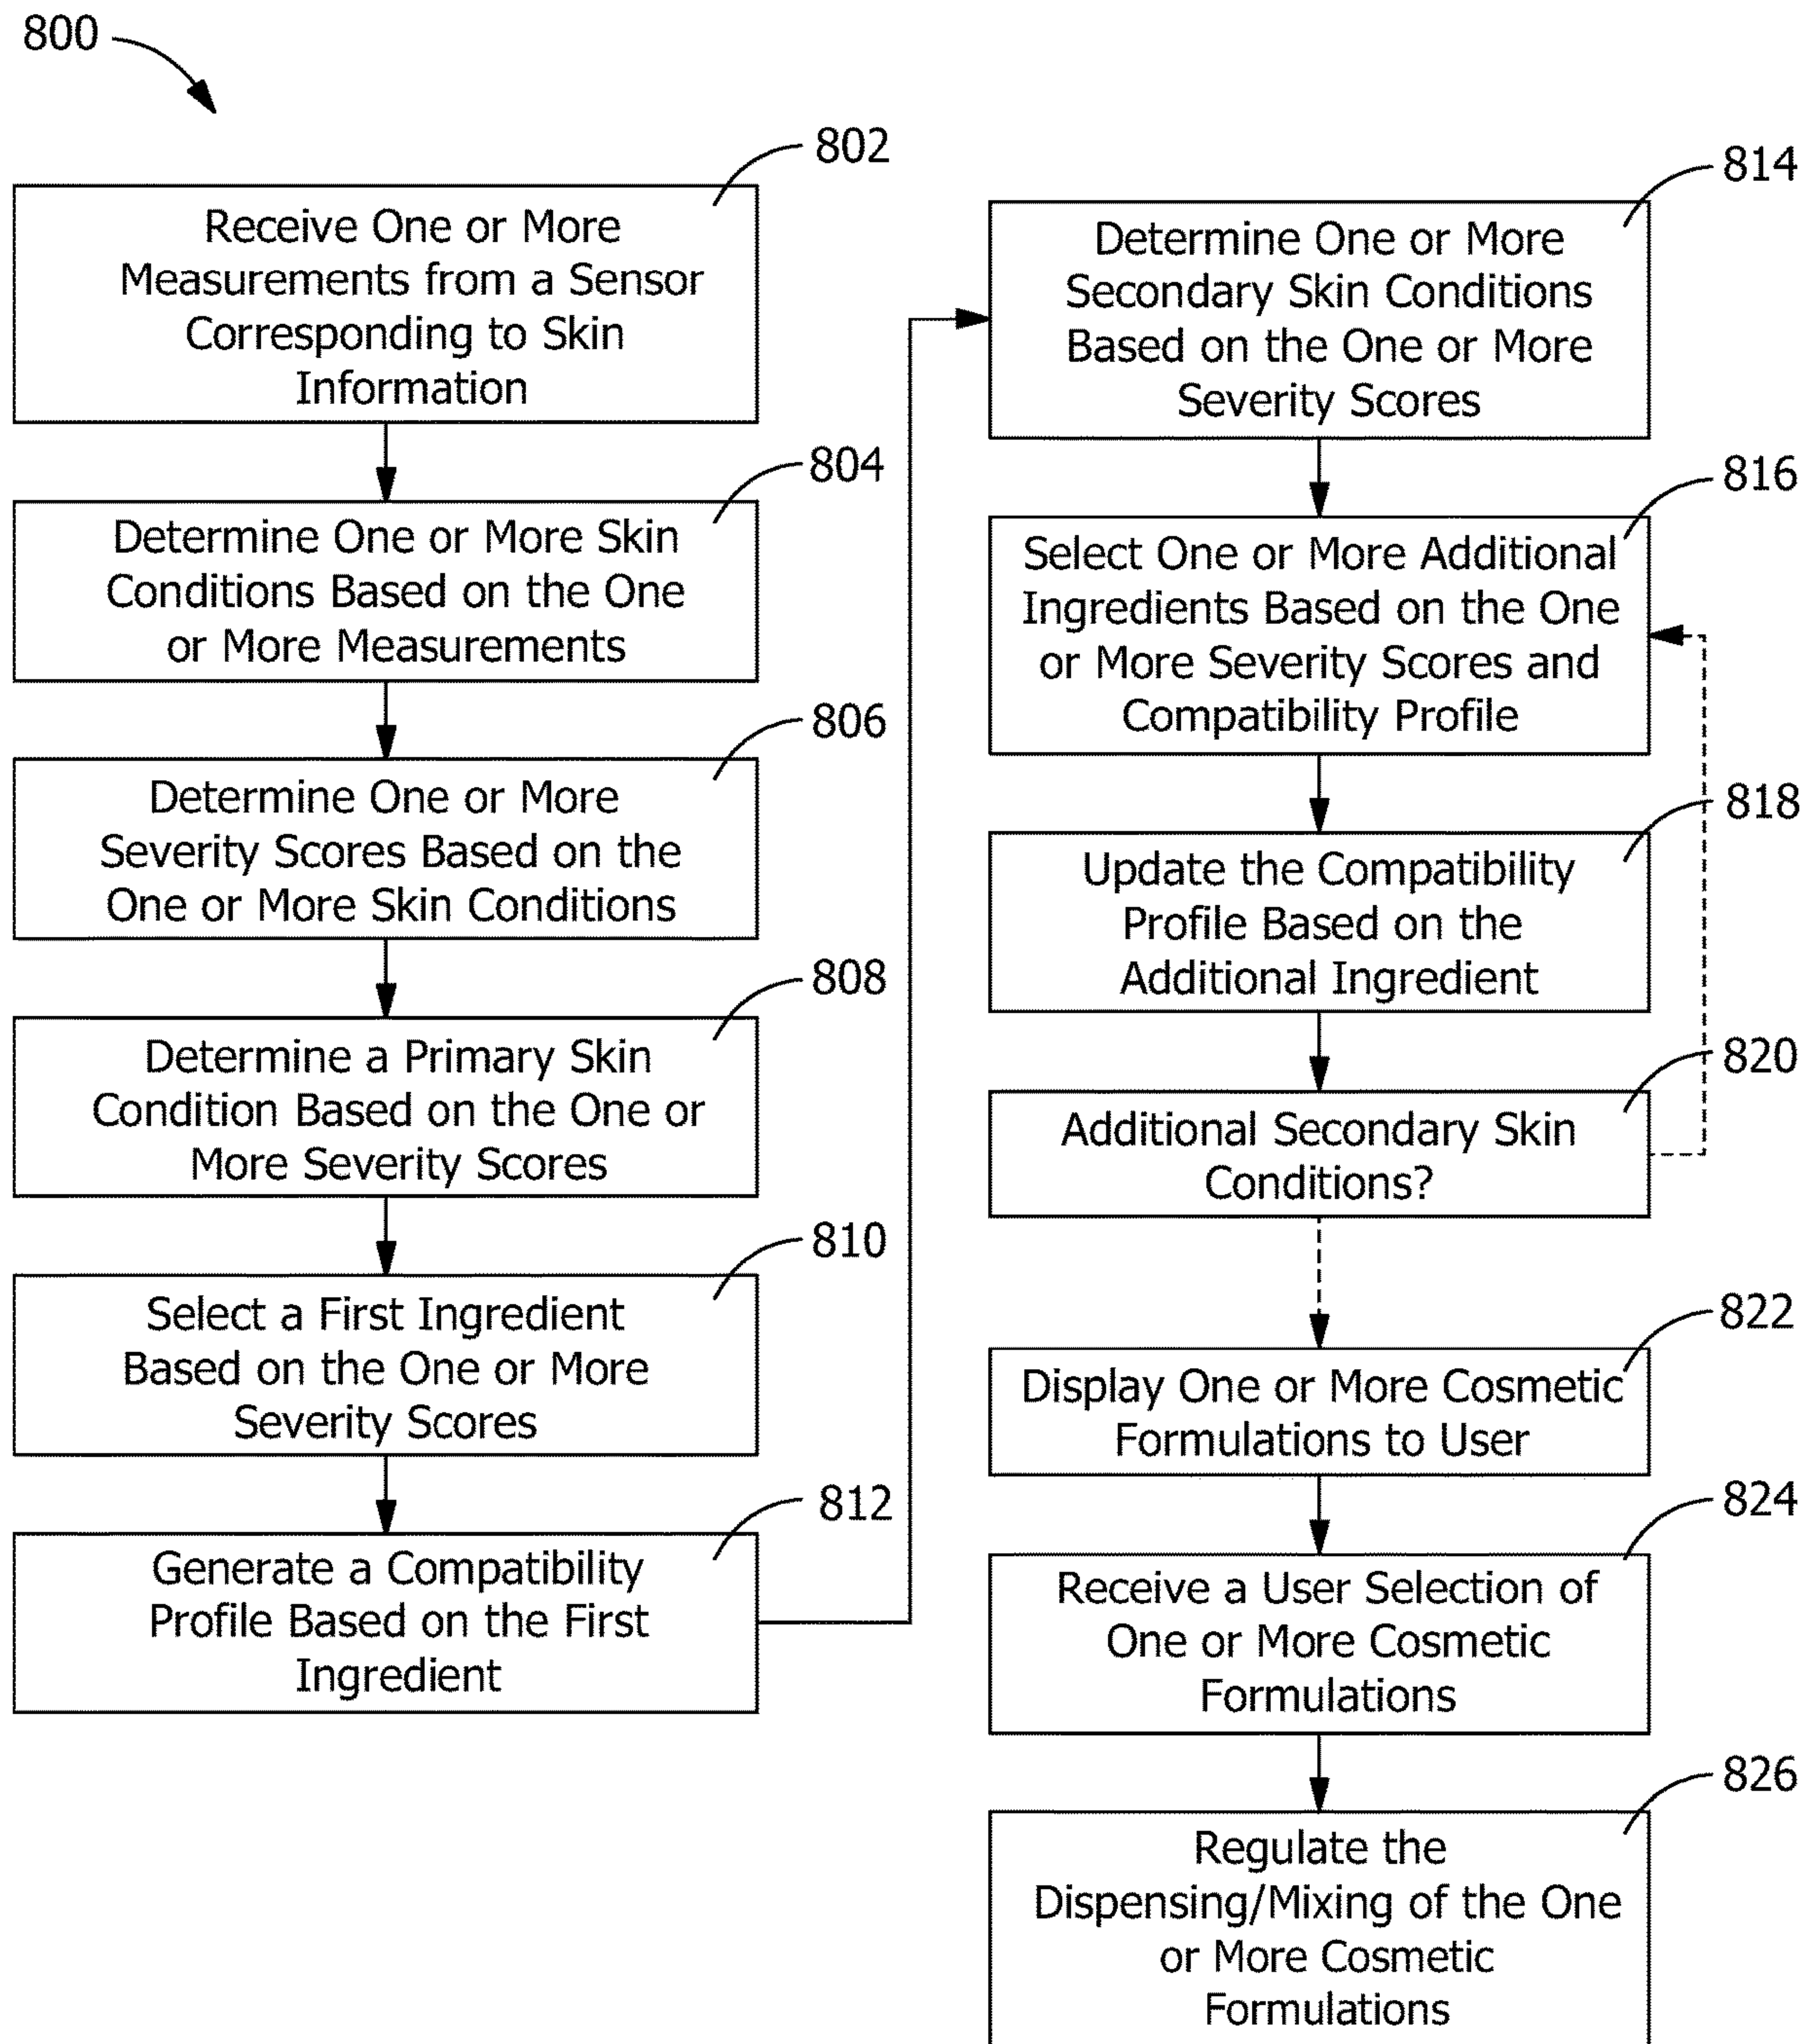 800
802
Receive One or More
Measurements from a Sensor
Corresponding to Skin
Information
804
Determine One or More Skin
Conditions Based on the One
or More Measurements
806
Determine One or More
Severity Scores Based on the
One or More Skin Conditions
808
Determine a Primary Skin
Condition Based on the One or
More Severity Scores
810
Select a First Ingredient
Based on the One or More
Severity Scores
812
Generate a Compatibility
Profile Based on the First
Ingredient
814
Determine One or More
Secondary Skin Conditions
Based on the One or More
Severity Scores
816
Select One or More Additional
Ingredients Based on the One
or More Severity Scores and
Compatibility Profile
818
Update the Compatibility
Profile Based on the
Additional Ingredient
820
Additional Secondary Skin
Conditions?
822
Display One or More Cosmetic
Formulations to User
824
Receive a User Selection of
One or More Cosmetic
Formulations
826
Regulate the
Dispensing/Mixing of the One
or More Cosmetic
Formulations